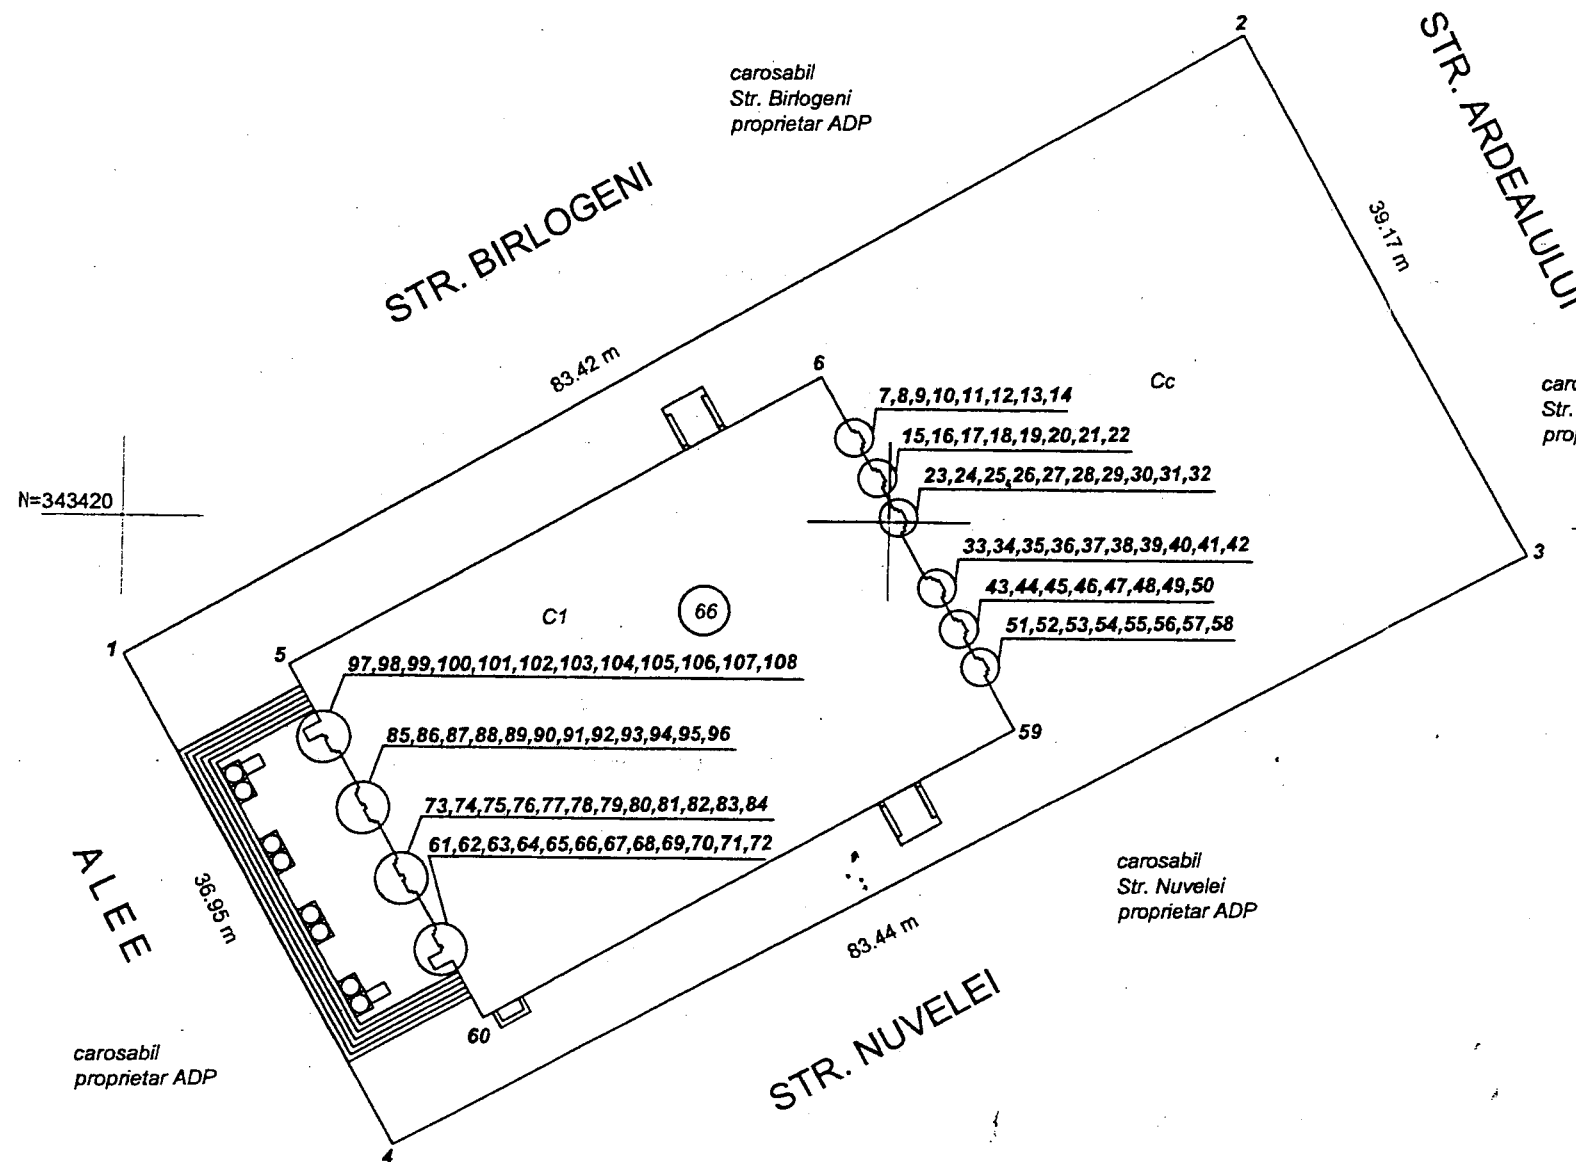 2
STR. ARDEALULUI
carosabil
Str. Birlogeni
proprietar ADP
STR. BIRLOGENI
39.17 m
83.42 m
6
Cc
7,8,9,10,11,12,13,14
15,16,17,18,19,20,21,22
23,24,25,26,27,28,29,30,31,32
Str.
N=343420
33,34,35,36,37,38,39,40,41,42
3
43,44,45,46,47,48,49,50
C1
66
51,52,53,54,55,56,57,58
1
5
97,98,99,100,101,102,103,104,105,106,107,108
85,86,87,88,89,90,91,92,93,94,95,96
59
73,74,75,76,77,78,79,80,81,82,83,84
61,62,63,64,65,66,67,68,69,70,71,72
ALEE
36.95 m
carosabil
Str. Nuvelei
proprietar ADP
83.44 m
STR. NUVELEI
60
carosabil
proprietar ADP
4